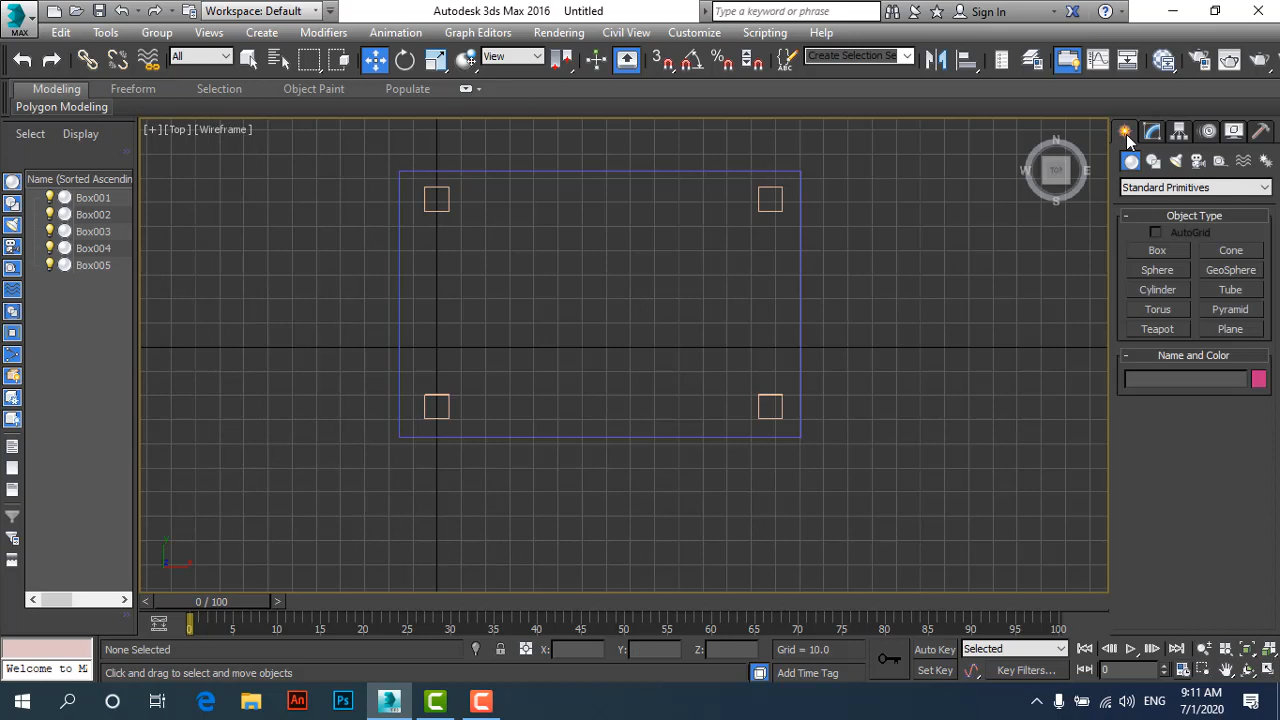 Workspace: Default
Autodesk 3ds Max 2016 Untitled
Type a keyword or phrase
Sign In
MAX
Edit Tools Group Views Create Modifiers Animation Graph Editors Rendering Civil View Customize Scripting Help
All
View
3
Create Selection Se
Modeling Freeform Selection Object Paint Populate
Polygon Modeling
Select Display
[+] [Top] [Wireframe]
N
W TOP E
S
Standard Primitives
Name (Sorted Ascending
Box001
Box002
Box003
Box004
Box005
Object Type
AutoGrid
Box Cone
Sphere GeoSphere
Cylinder Tube
Torus Pyramid
Teapot Plane
Name and Color
0 / 100
0 5 10 15 20 25 30 35 40 45 50 55 60 65 70 75 80 85 90 95 100
None Selected
X: Y: Z:
Grid = 10.0
Auto Key Selected
Welcome to M
Click and drag to select and move objects
Add Time Tag
Set Key Key Filters...
0
An Ps
ENG
9:11 AM
7/1/2020